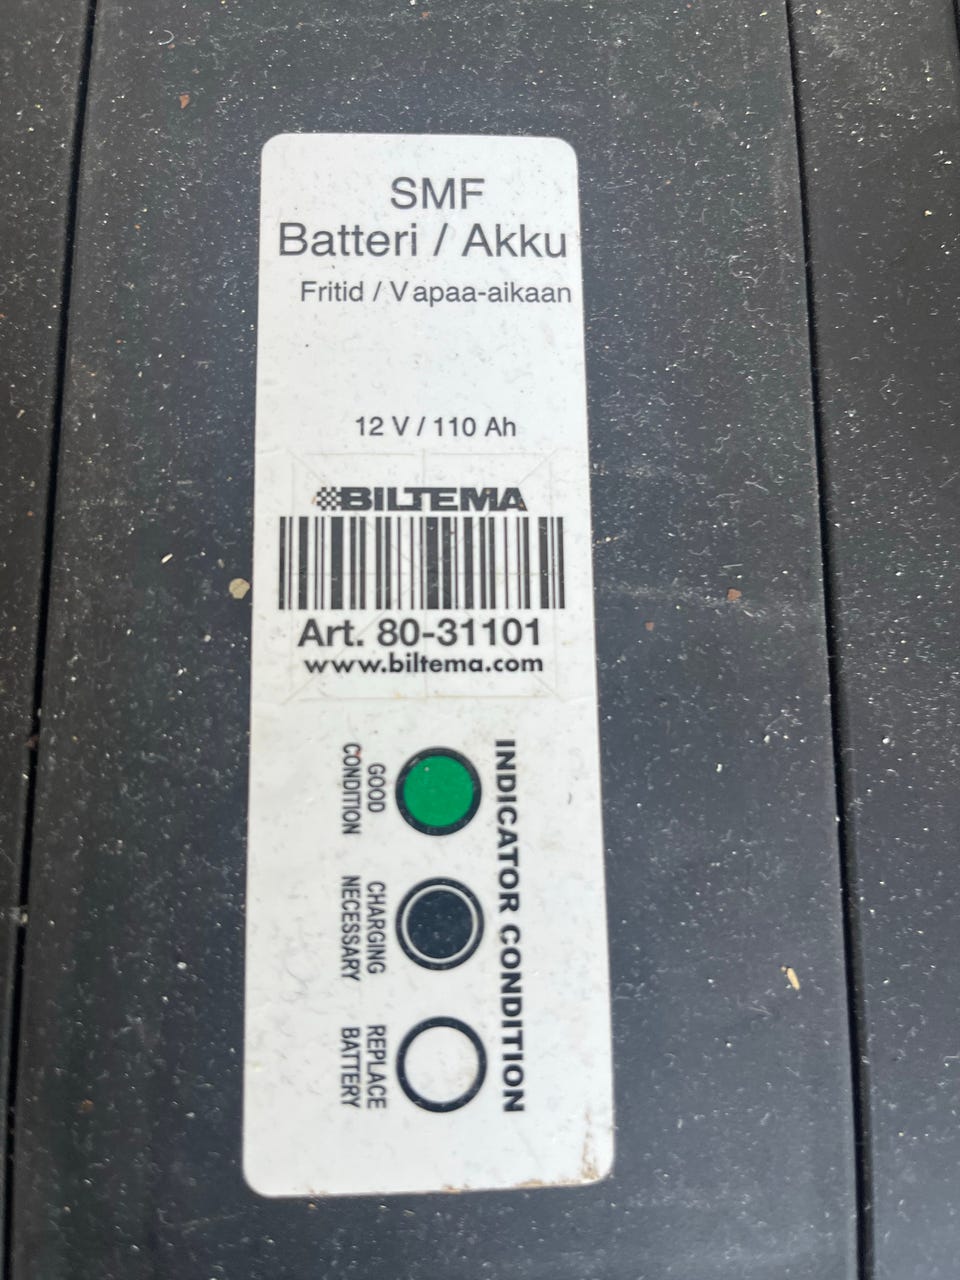 SMF
Batteri / Akku
Fritid / Vapaa-aikaan
12 V / 110 Ah
BILTEMA
Art. 80-31101
www.biltema.com
INDICATOR CONDITION
GOOD
CONDITION
CHARGING
NECESSARY
REPLACE
BATTERY